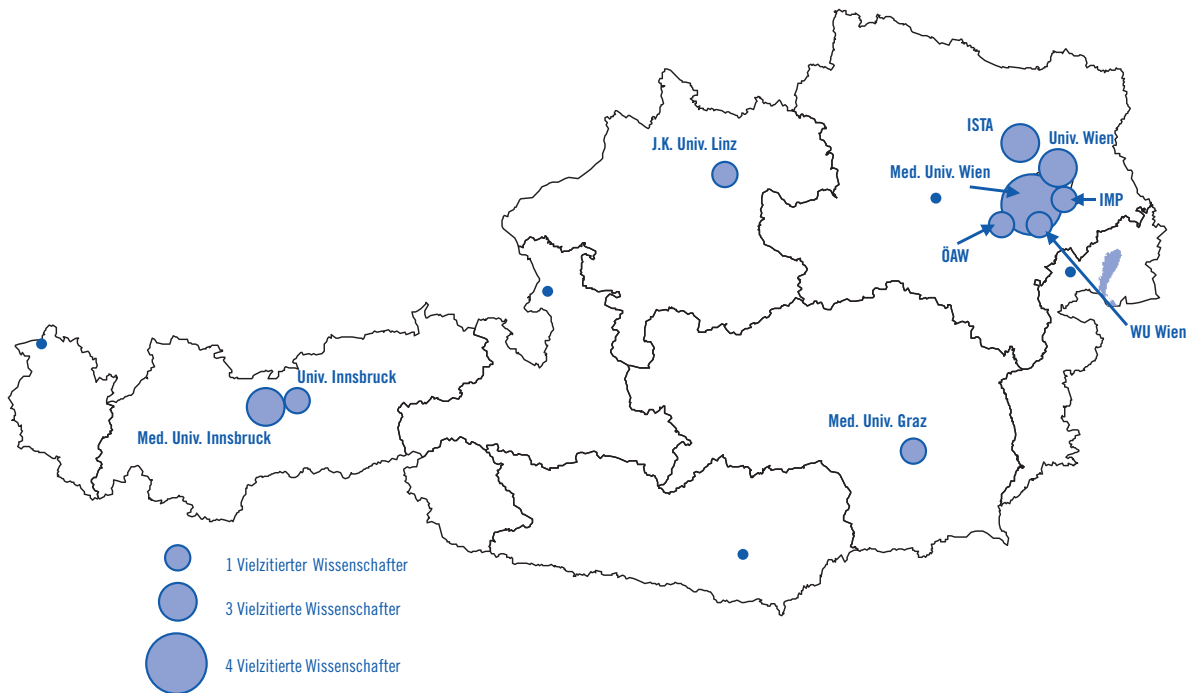 ISTA
Univ. Wien
J.K. Univ. Linz
Med. Univ. Wien
IMP
ÖAW
WU Wien
Univ. Innsbruck
Med. Univ. Innsbruck
Med. Univ. Graz
1 Vielzitierter Wissenschafter
3 Vielzitierte Wissenschafter
4 Vielzitierte Wissenschafter